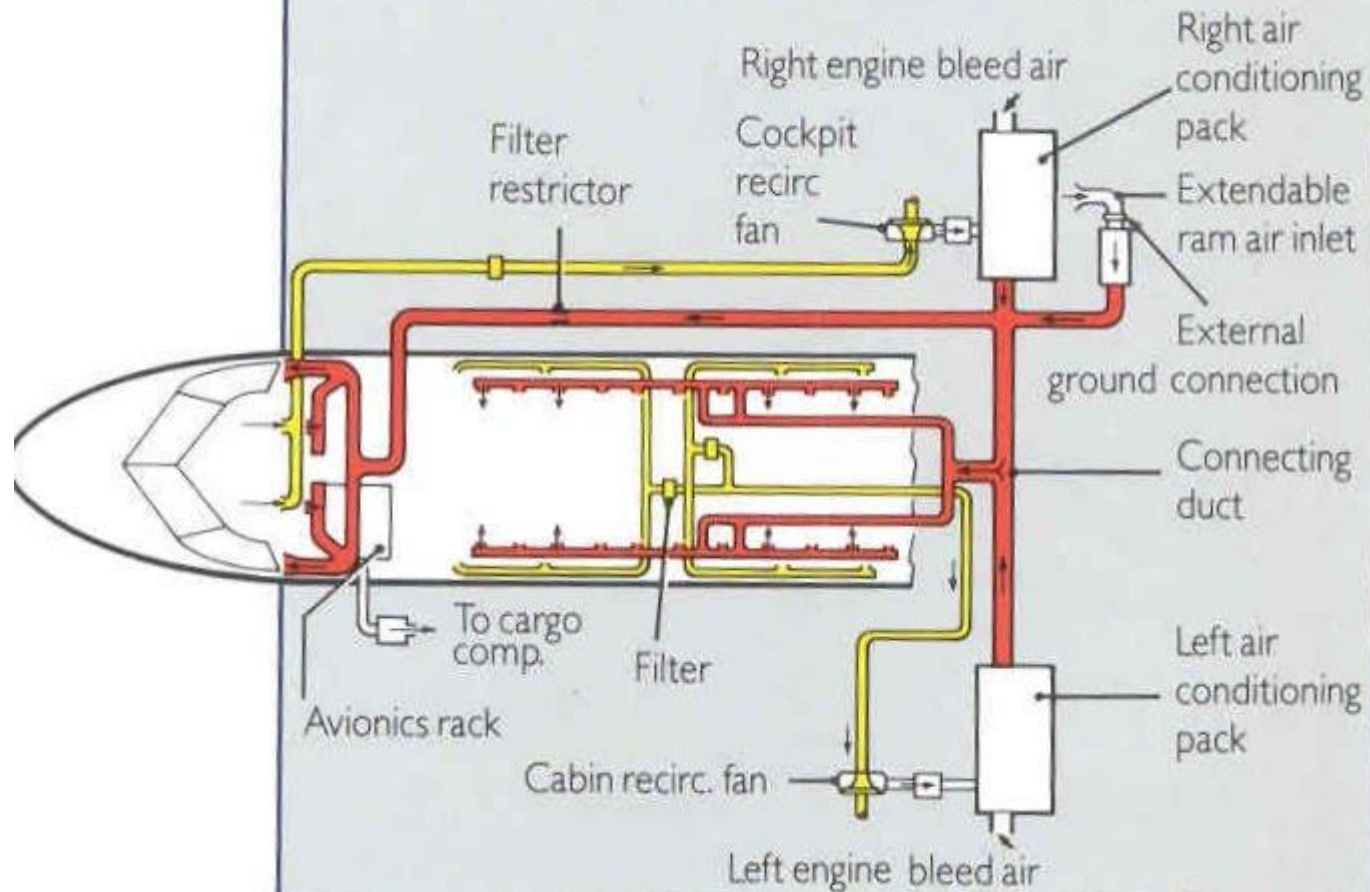 Right engine bleed air
Right air
conditioning
pack
Filter
restrictor
Cockpit
recirc
fan
Extendable
ram air inlet
External
ground connection
Connecting
duct
To cargo
comp.
Filter
Avionics rack
Left air
conditioning
pack
Cabin recirc. fan
Left engine bleed air